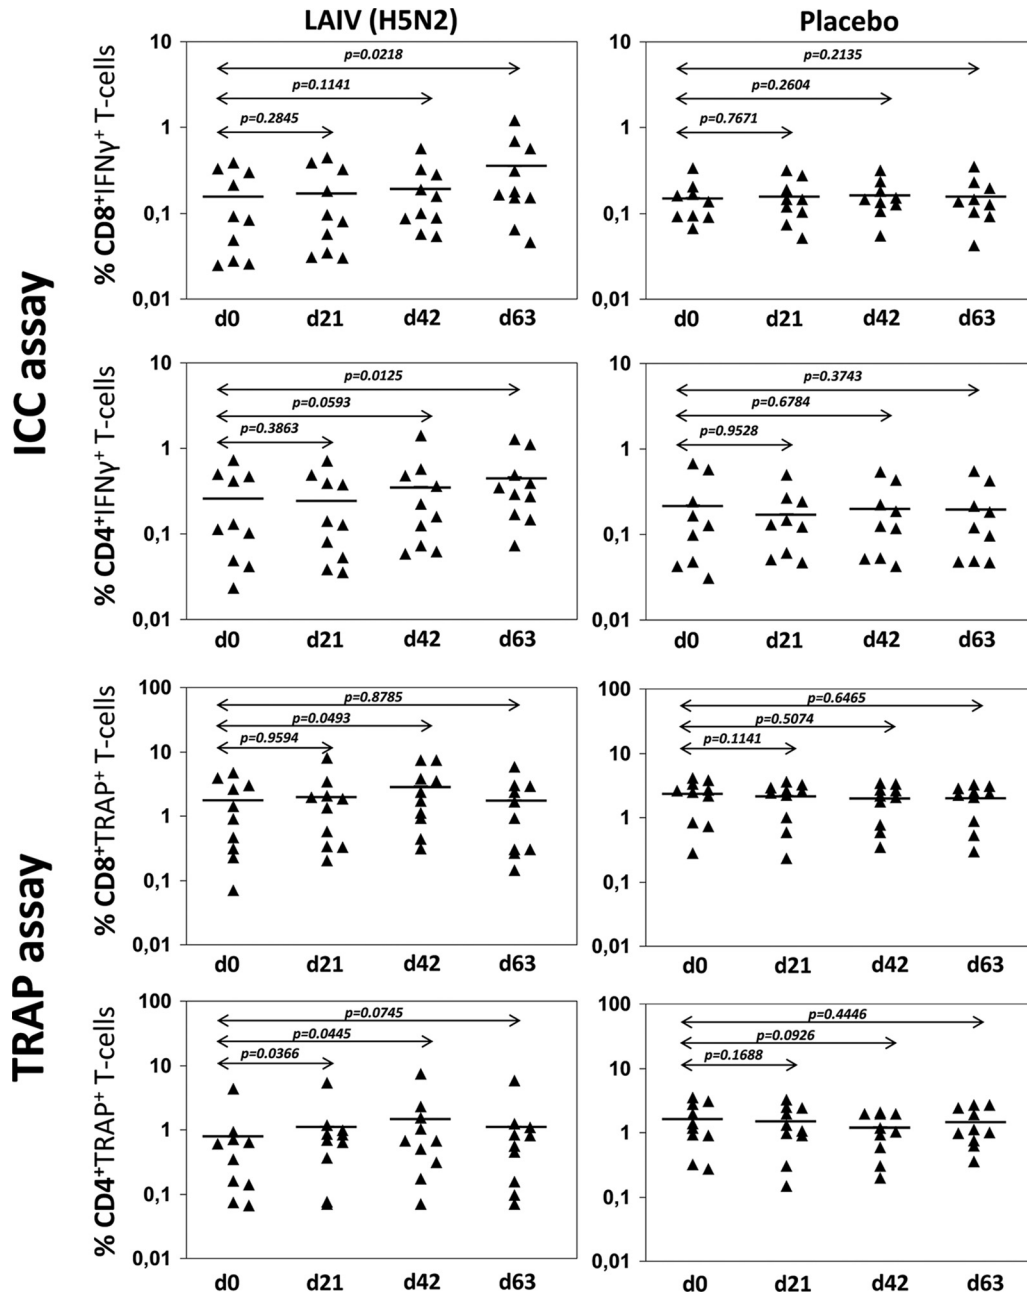 LAIV (H5N2)
Placebo
ICC assay
TRAP assay
% CD8+IFNγ+ T-cells
10
1
0,1
0,01
p=0.0218
p=0.1141
p=0.2845
d0 d21 d42 d63
10
1
0,1
0,01
p=0.2135
p=0.2604
p=0.7671
d0 d21 d42 d63
% CD4+IFNγ+ T-cells
10
1
0,1
0,01
p=0.0125
p=0.0593
p=0.3863
d0 d21 d42 d63
10
1
0,1
0,01
p=0.3743
p=0.6784
p=0.9528
d0 d21 d42 d63
% CD8+TRAP+ T-cells
100
10
1
0,1
0,01
p=0.8785
p=0.0493
p=0.9594
d0 d21 d42 d63
100
10
1
0,1
0,01
p=0.6465
p=0.5074
p=0.1141
d0 d21 d42 d63
% CD4+TRAP+ T-cells
100
10
1
0,1
0,01
p=0.0745
p=0.0445
p=0.0366
d0 d21 d42 d63
100
10
1
0,1
0,01
p=0.4446
p=0.0926
p=0.1688
d0 d21 d42 d63